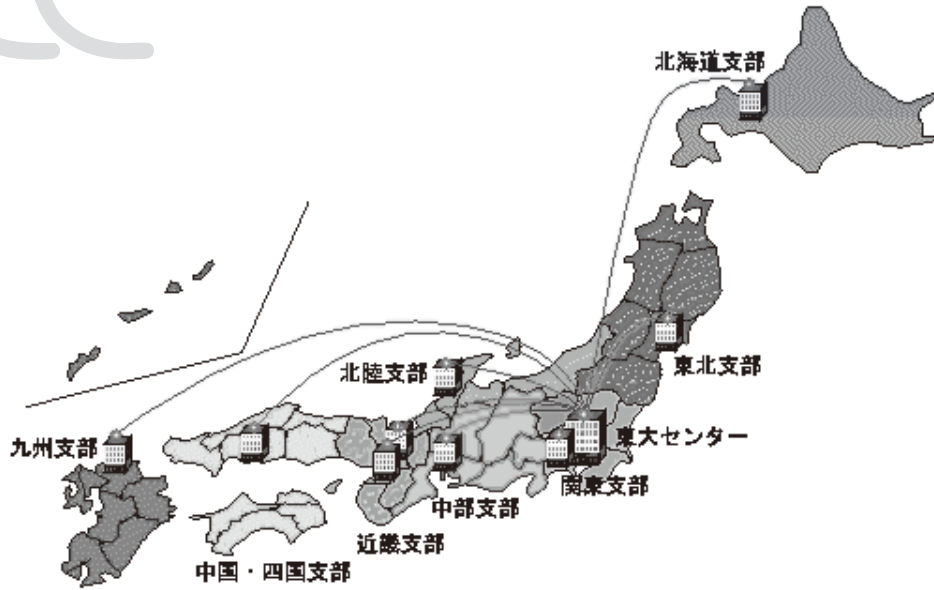 北海道支部
東北支部
北陸支部
九州支部
東大センター
関東支部
中部支部
近畿支部
中国・四国支部